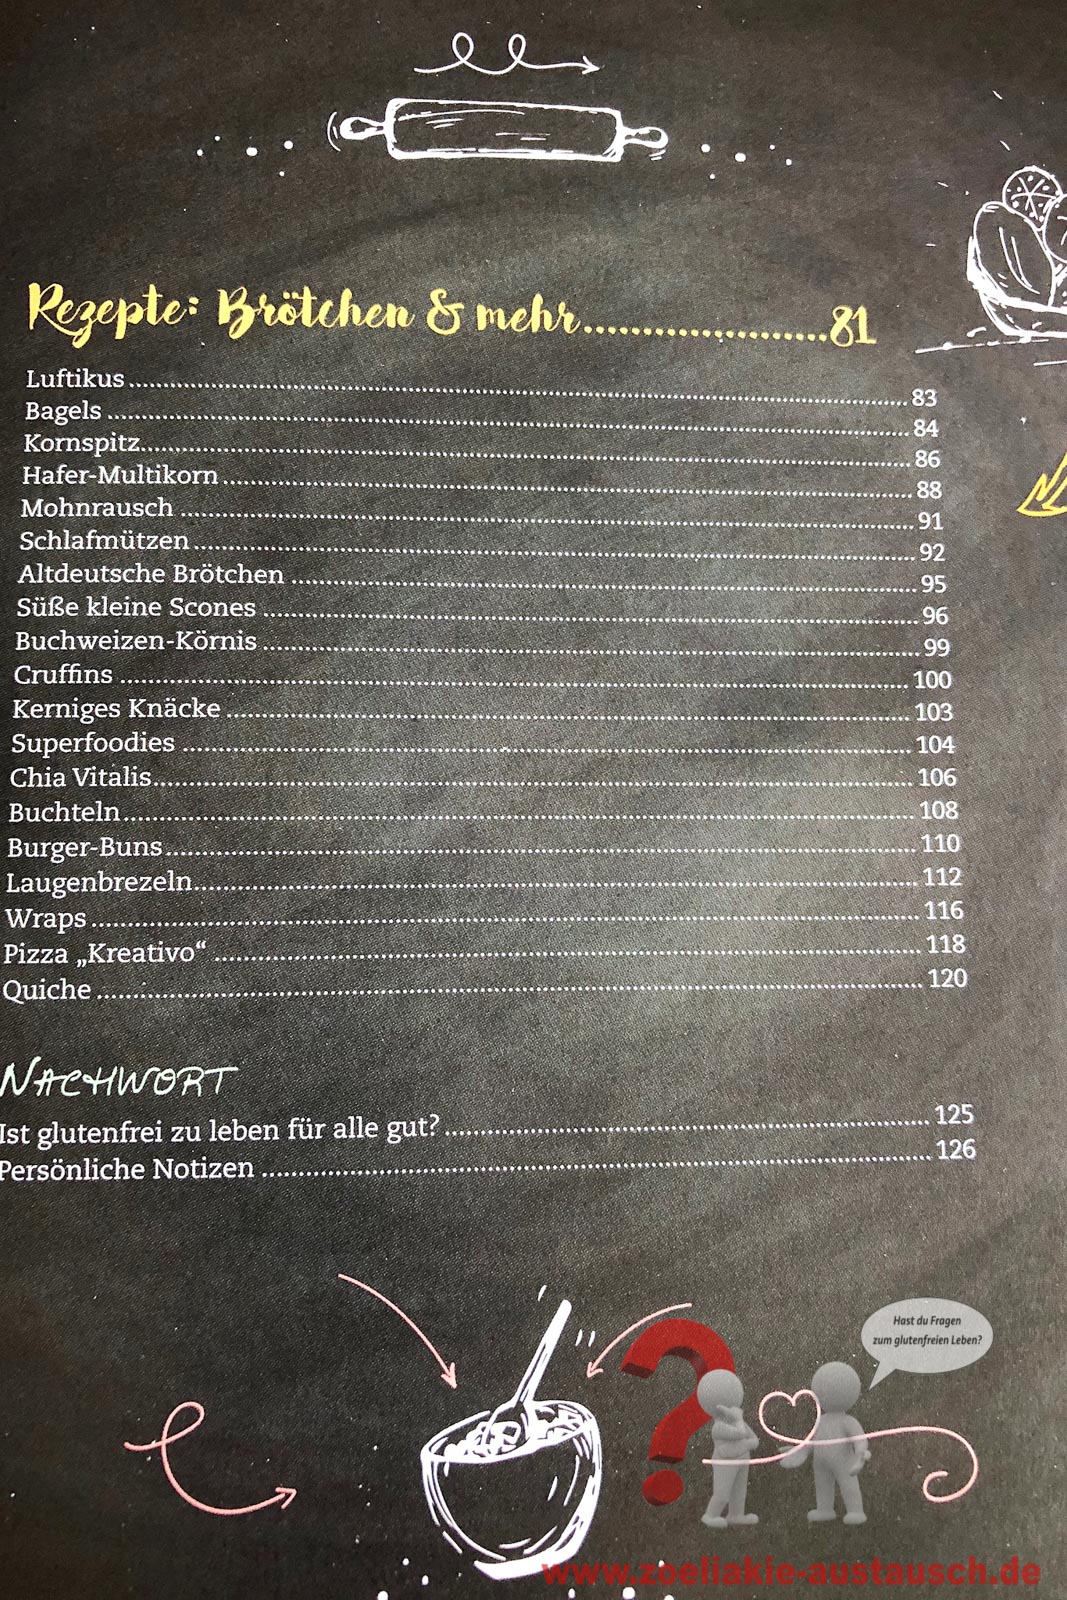 Rezepte: Brötchen & mehr....................81
Luftikus .......... 83
Bagels .......... 84
Kornspitz.......... 86
Hafer-Multikorn .......... 88
Mohnrausch .......... 91
Schlafmützen .......... 92
Altdeutsche Brötchen .......... 95
Süße kleine Scones .......... 96
Buchweizen-Körnis .......... 99
Cruffins .......... 100
Kerniges Knäcke .......... 103
Superfoodies .......... 104
Chia Vitalis.......... 106
Buchteln.......... 108
Burger-Buns.......... 110
Laugenbrezeln.......... 112
Wraps .......... 116
Pizza „Kreativo“ .......... 118
Quiche .......... 120
NACHWORT
Ist glutenfrei zu leben für alle gut? .......... 125
Persönliche Notizen .......... 126
Hast du Fragen
zum glutenfreien Leben?
www.zoeliakie-austausch.de